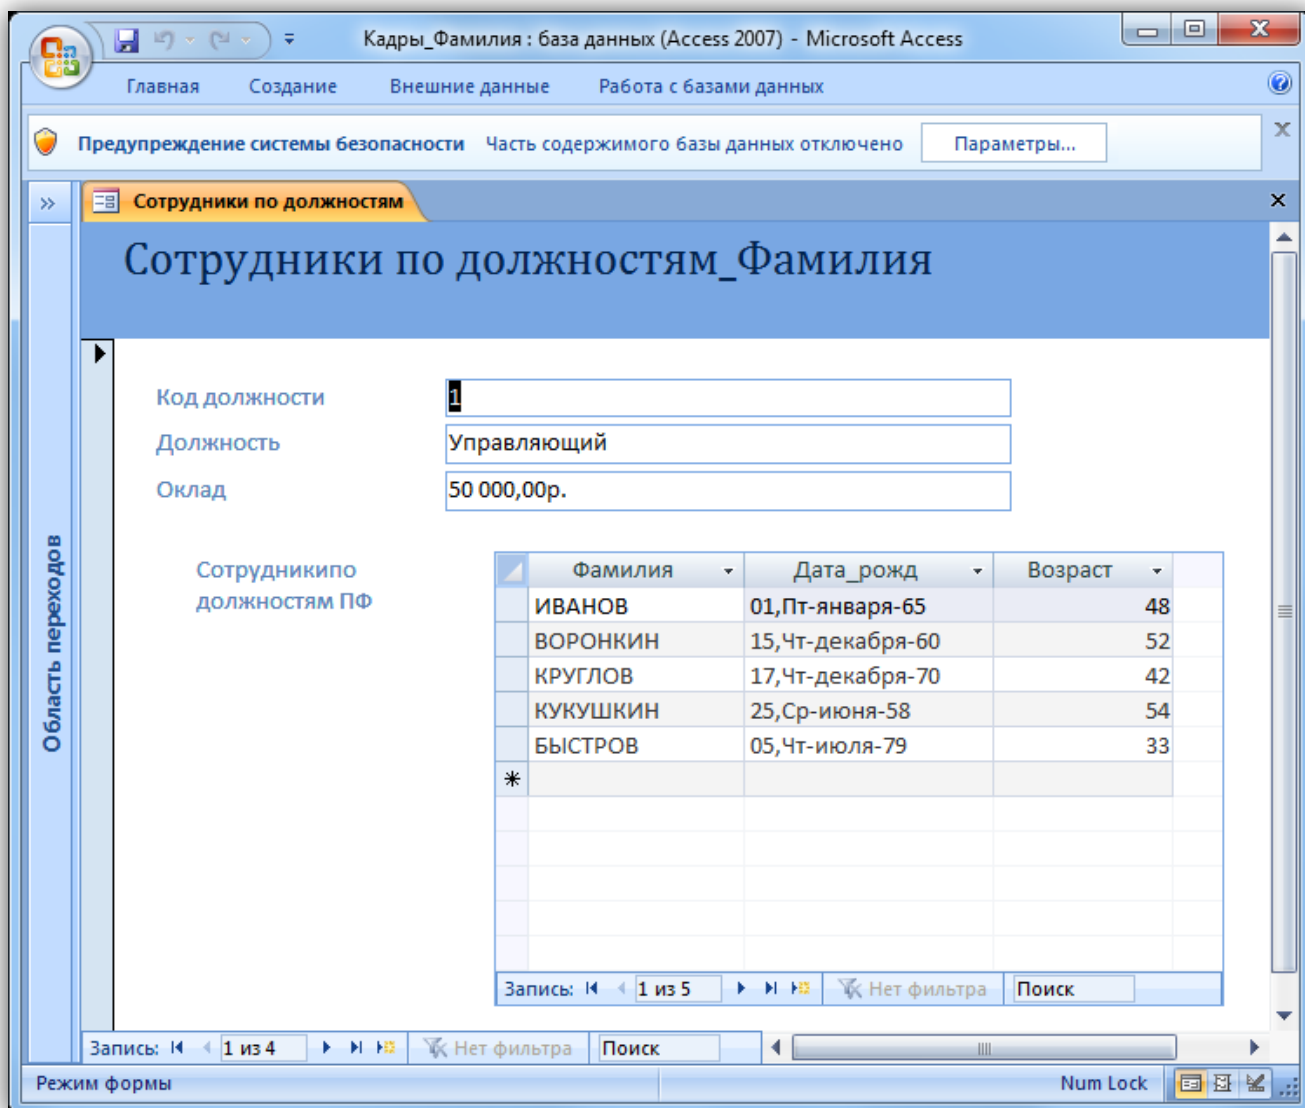 Кадры_Фамилия : база данных (Access 2007) - Microsoft Access
Главная Создание Внешние данные Работа с базами данных
Предупреждение системы безопасности Часть содержимого базы данных отключено Параметры...
Сотрудники по должностям
Сотрудники по должностям_Фамилия
Область переходов
Код должности 1
Должность Управляющий
Оклад 50 000,00р.
Сотрудникипо
должностям ПФ
Фамилия Дата_рожд Возраст
ИВАНОВ 01,Пт-января-65 48
ВОРОНКИН 15,Чт-декабря-60 52
КРУГЛОВ 17,Чт-декабря-70 42
КУКУШКИН 25,Ср-июня-58 54
БЫСТРОВ 05,Чт-июля-79 33
Запись: 1 из 5 Нет фильтра Поиск
Запись: 1 из 4 Нет фильтра Поиск
Режим формы Num Lock